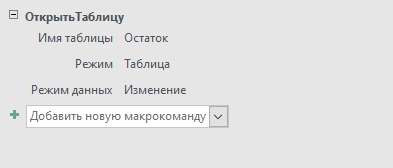 ОткрытьТаблицу
Имя таблицы Остаток
Режим Таблица
Режим данных Изменение
Добавить новую макрокоманду